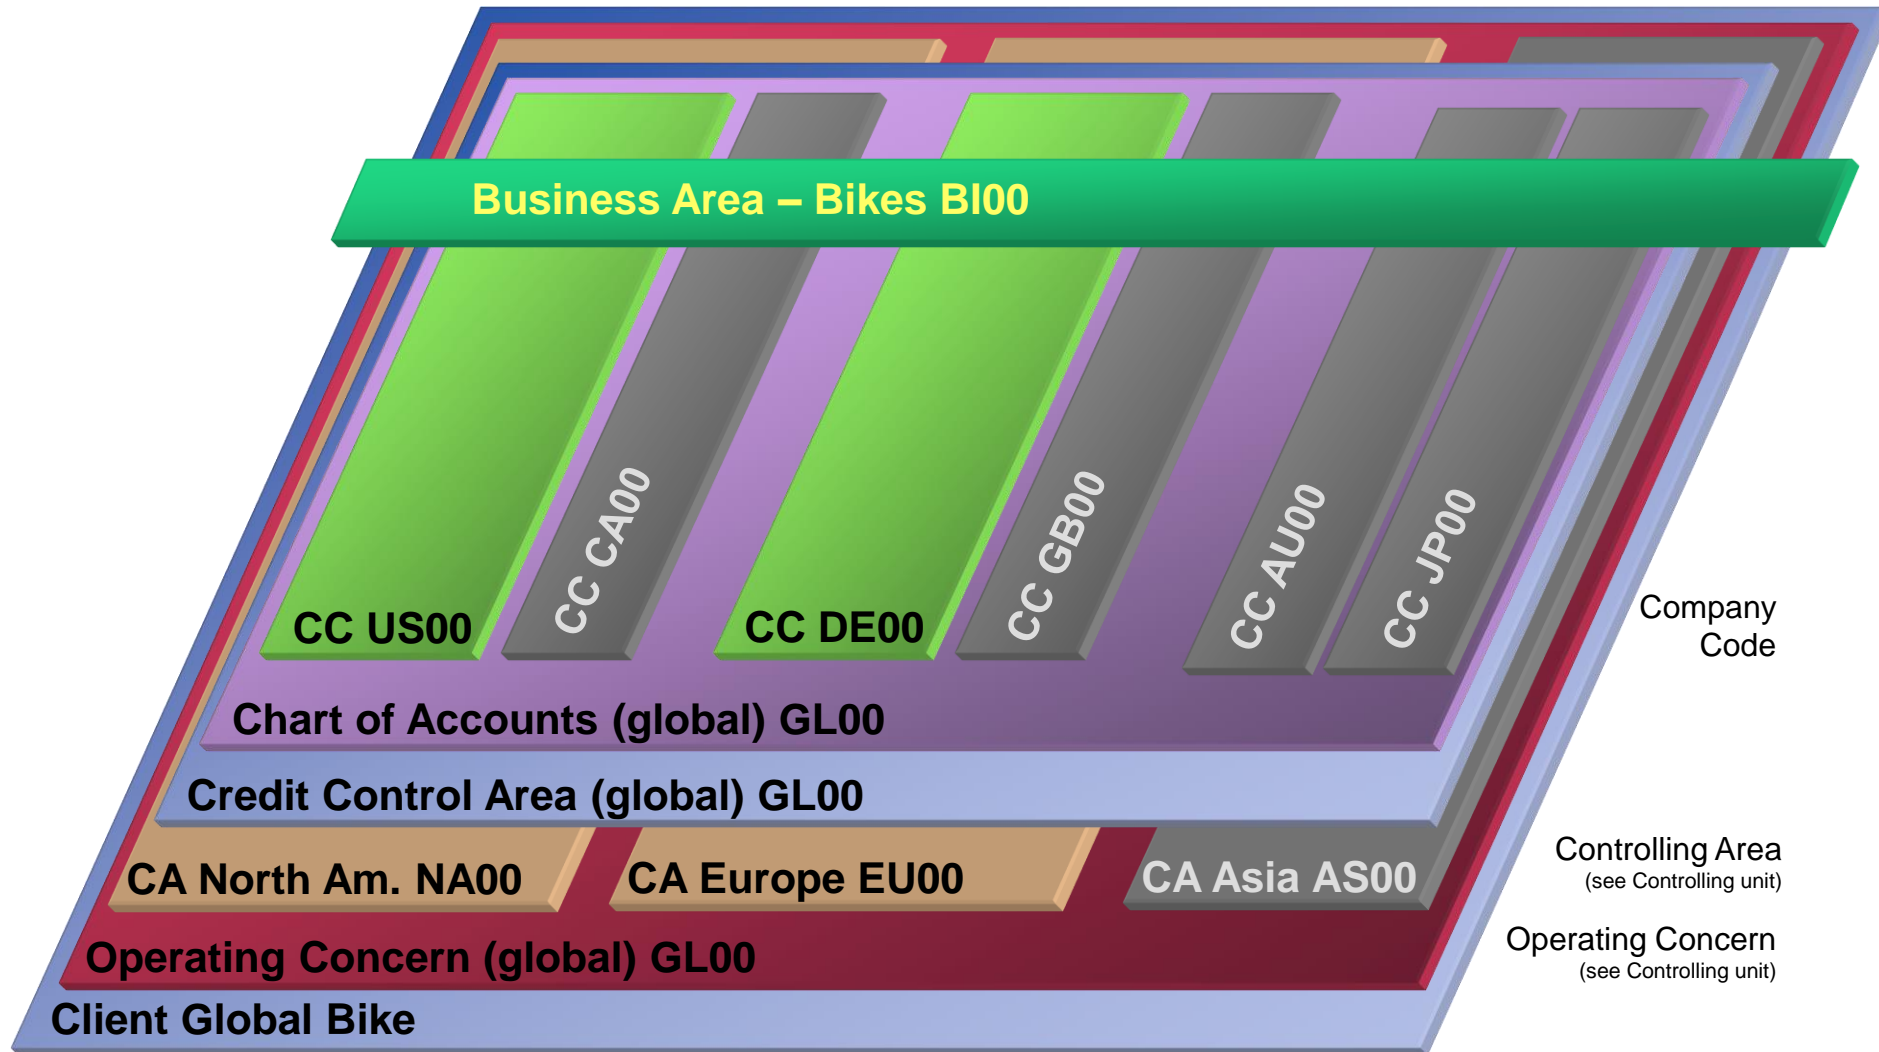 Business Area – Bikes BI00
CC US00
CC CA00
CC DE00
CC GB00
CC AU00
CC JP00
Company
Code
Chart of Accounts (global) GL00
Credit Control Area (global) GL00
CA North Am. NA00
CA Europe EU00
CA Asia AS00
Controlling Area
(see Controlling unit)
Operating Concern (global) GL00
Operating Concern
(see Controlling unit)
Client Global Bike